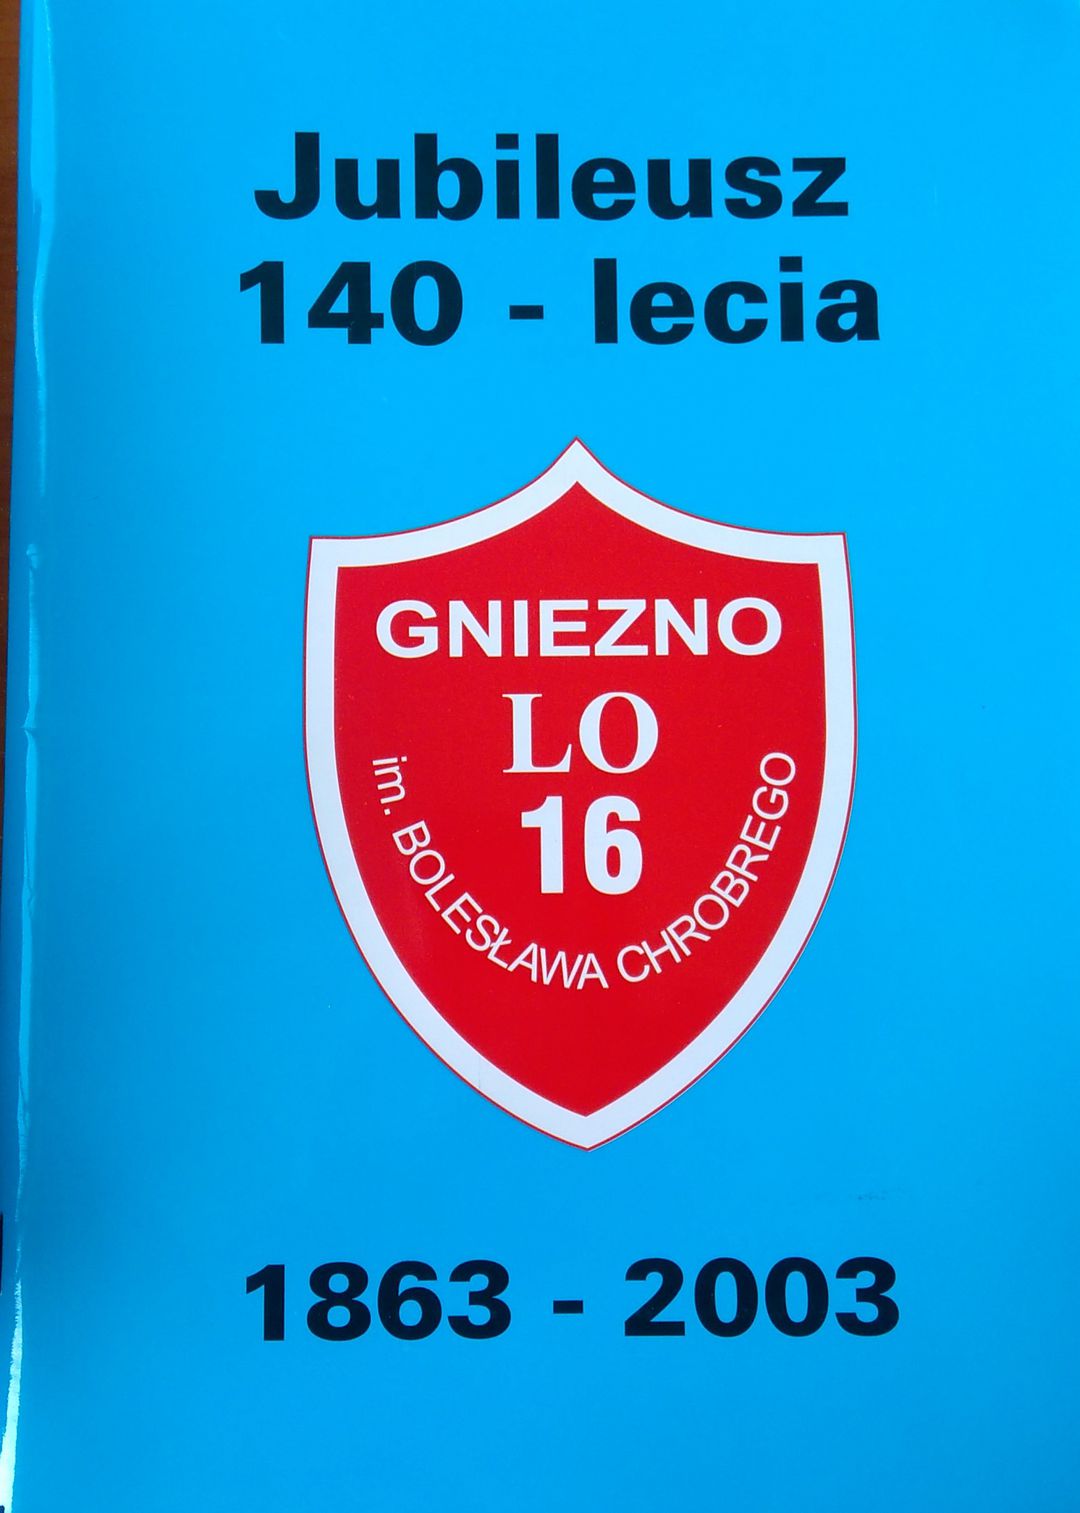 Jubileusz
140 - lecia
GNIEZNO
LO
16
im. BOLESŁAWA CHROBREGO
1863 - 2003